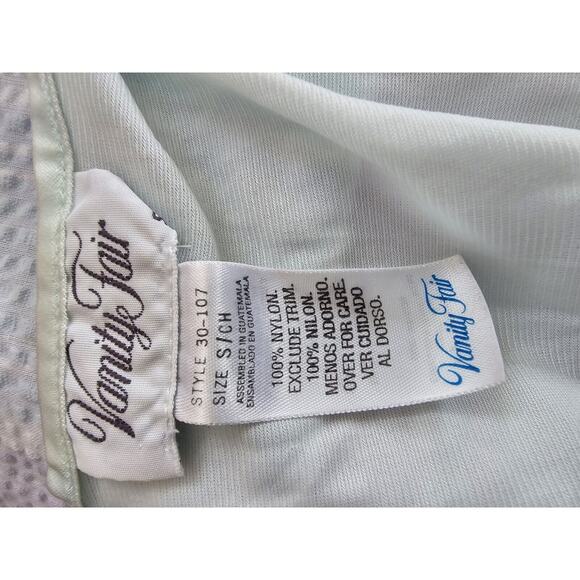 Vanity Fair
STYLE 30-107
SIZE S/CH
ASSEMBLED IN GUATEMALA
ENSAMBLADO EN GUATEMALA
100% NYLON.
EXCLUDE TRIM.
100% NILON.
MENOS ADORNO.
OVER FOR CARE.
VER CUIDADO
AL DORSO.
Vanity Fair